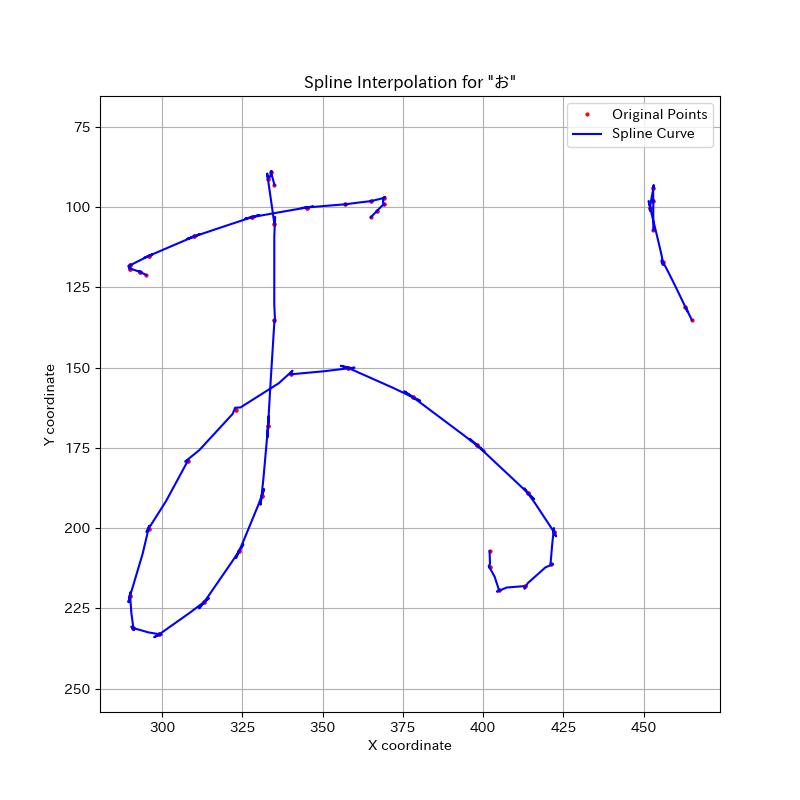 Spline Interpolation for "お"
Original Points
Spline Curve
75
100
125
150
175
200
225
250
Y coordinate
お
300 325 350 375 400 425 450
X coordinate